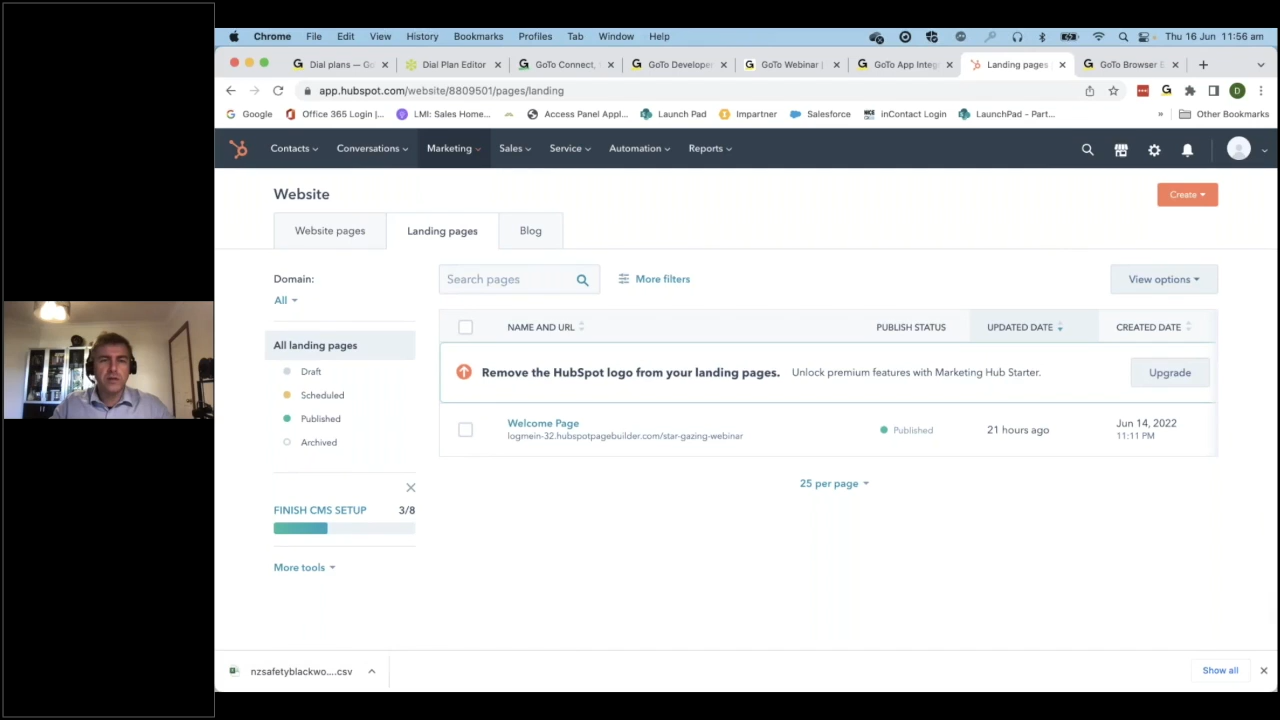 Chrome File Edit View History Bookmarks Profiles Tab Window Help Thu 16 Jun 11:56 am
Dial plans — Go Dial Plan Editor GoTo Connect, GoTo Develope GoTo Webinar | GoTo App Integ Landing pages GoTo Browser E
app.hubspot.com/website/8809501/pages/landing
Google Office 365 Login |... LMI: Sales Home... Access Panel Appl... Launch Pad Impartner Salesforce inContact Login LaunchPad - Part... » Other Bookmarks
Contacts Conversations Marketing Sales Service Automation Reports
Website
Create
Website pages Landing pages Blog
Domain:
All
Search pages
More filters
View options
NAME AND URL PUBLISH STATUS UPDATED DATE CREATED DATE
All landing pages
Draft
Scheduled
Published
Archived
Remove the HubSpot logo from your landing pages. Unlock premium features with Marketing Hub Starter. Upgrade
Welcome Page
logmein-32.hubspotpagebuilder.com/star-gazing-webinar
Published
21 hours ago
Jun 14, 2022
11:11 PM
25 per page
FINISH CMS SETUP 3/8
More tools
nzsafetyblackwo....csv
Show all